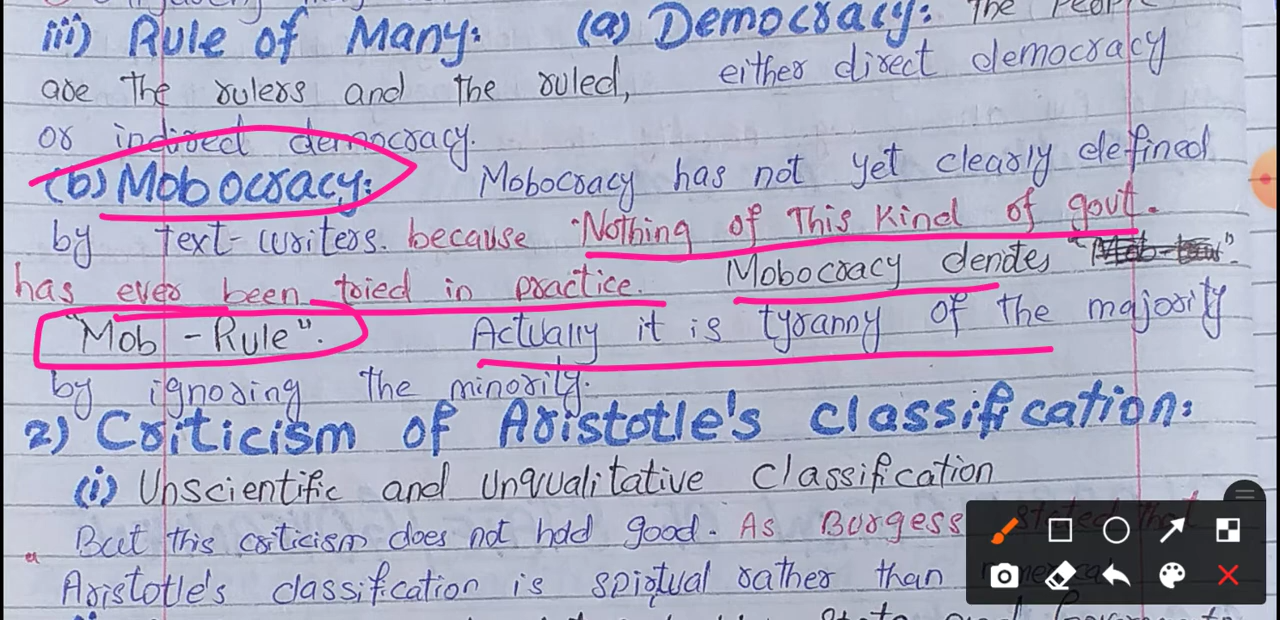 iii) Rule of Many: (a) Democracy: The Peopl
are the rulers and the ruled, either direct democracy
or indirect democracy.
(b) Mobocracy: Mobocracy has not yet clearly defined
by text-writers. because "Nothing of This Kind of govt.
has ever been tried in practice. Mobocracy denotes "
"Mob-Rule". Actually it is tyranny of the majority
by ignoring the minority.
2) Criticism of Aristotle's classification:
(i) Unscientific and unqualitative classification
But this criticism does not hold good. As Burgess stated that
Aristotle's classification is spirtual rather than